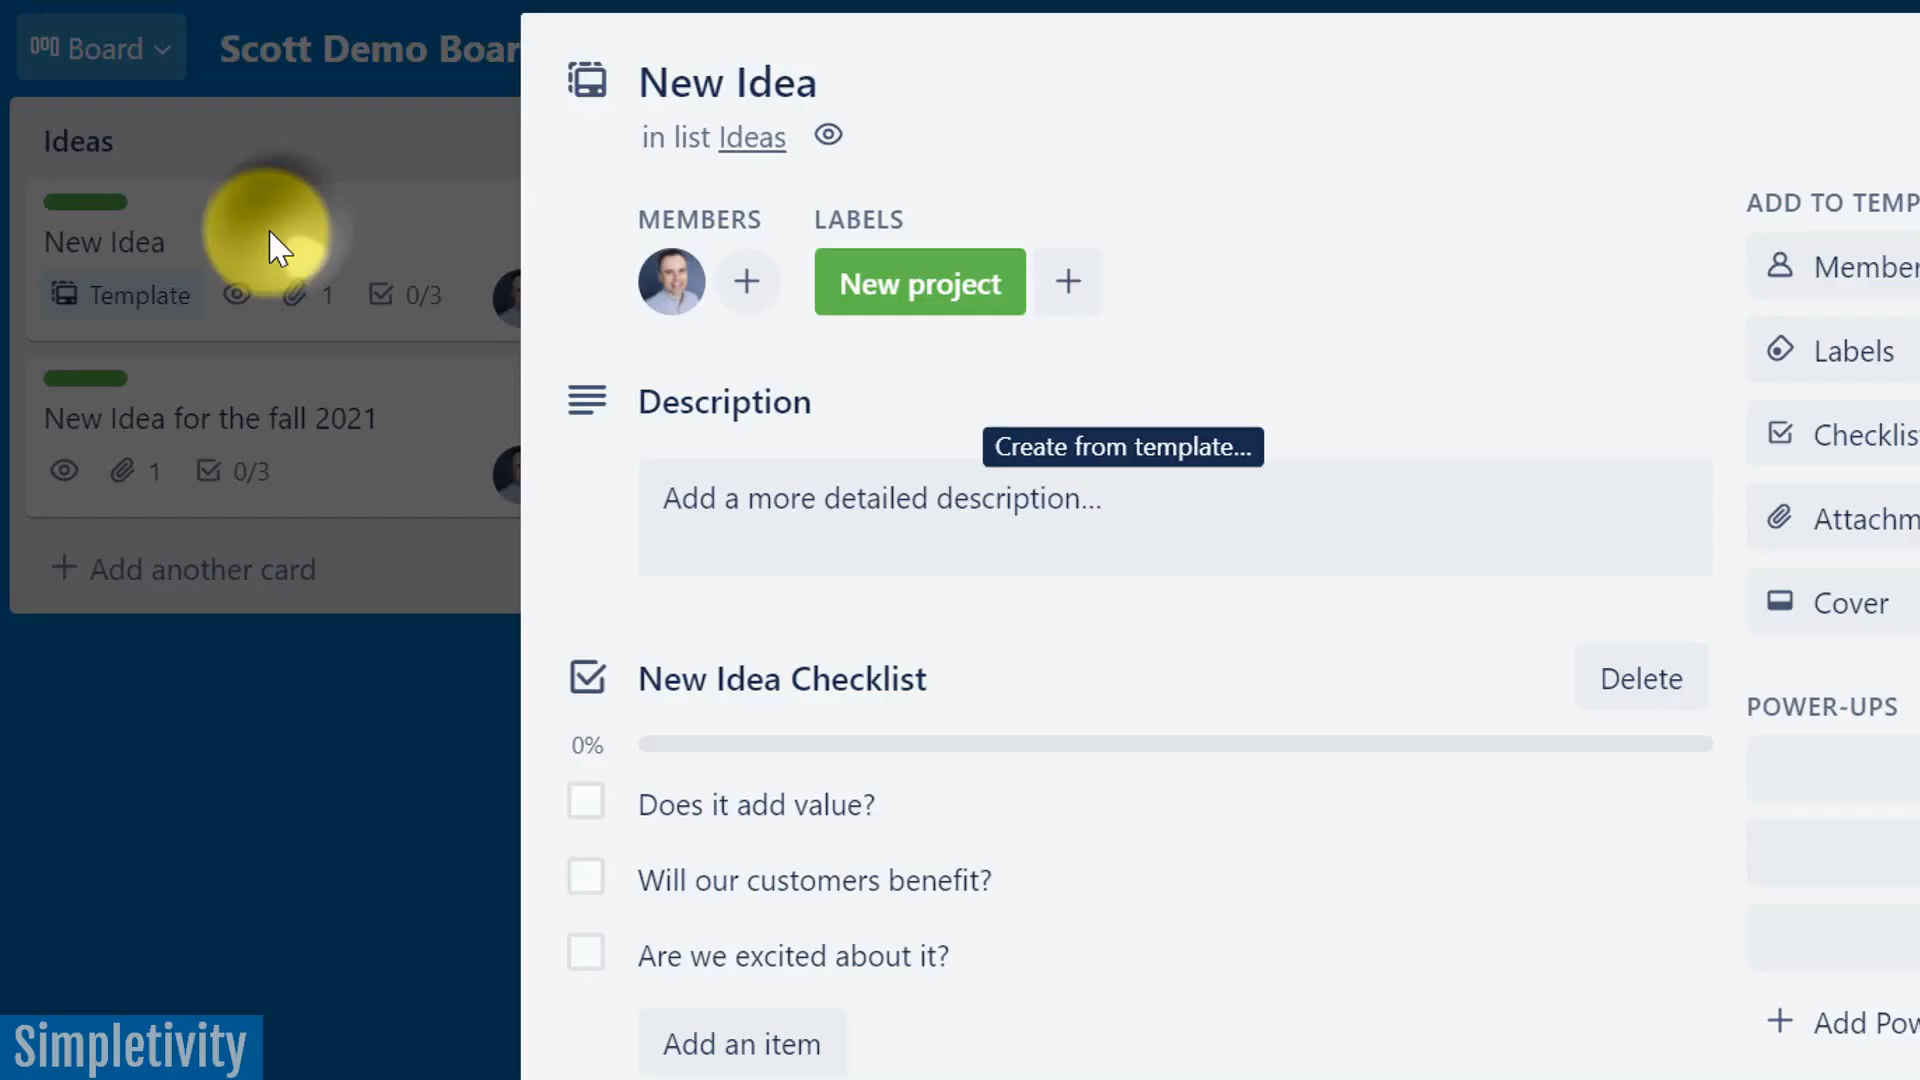 Board
Scott Demo Boar
Ideas
New Idea
Template
1
0/3
New Idea for the fall 2021
1
0/3
+ Add another card
New Idea
in list Ideas
MEMBERS
LABELS
New project
Description
Create from template...
Add a more detailed description...
New Idea Checklist
Delete
0%
Does it add value?
Will our customers benefit?
Are we excited about it?
Add an item
ADD TO TEMP
Member
Labels
Checklis
Attachm
Cover
POWER-UPS
+ Add Pow
Simpletivity